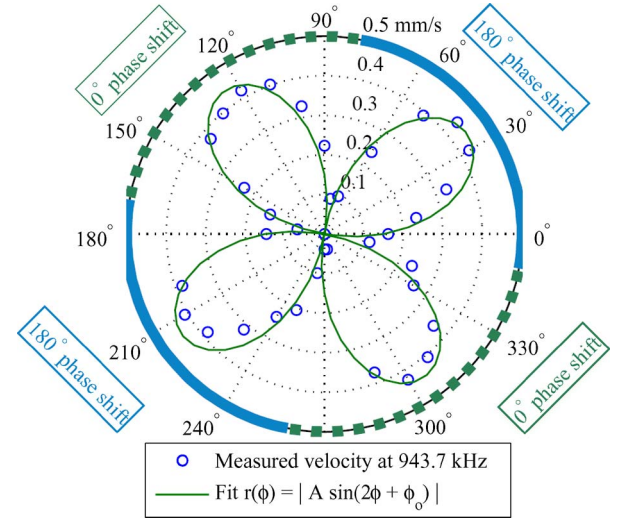 90°
0.5 mm/s
120°
60°
0° phase shift
180° phase shift
0.4
0.3
150°
30°
0.2
0.1
180°
0°
210°
330°
180° phase shift
0° phase shift
240°
300°
Measured velocity at 943.7 kHz
Fit r(ϕ) = | A sin(2ϕ + ϕₒ) |